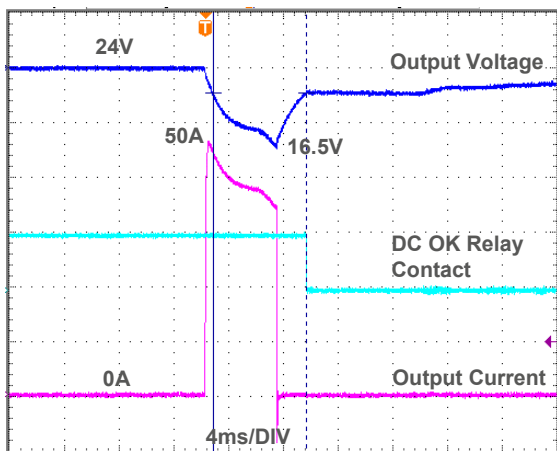 T
24V
Output Voltage
50A
16.5V
DC OK Relay
Contact
0A
Output Current
4ms/DIV